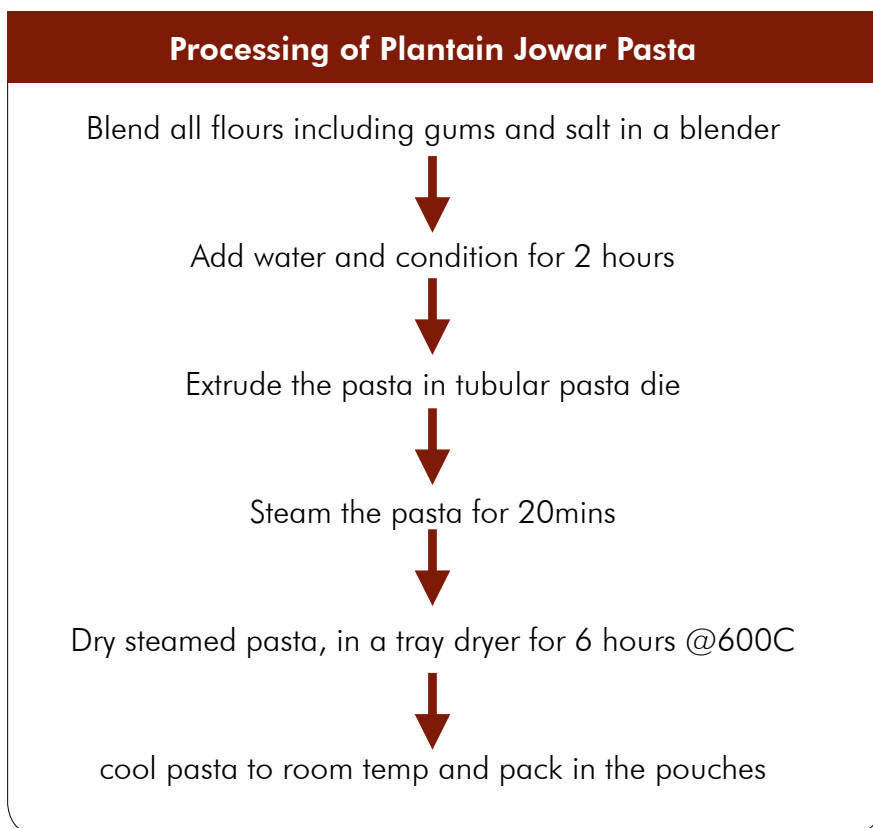 Processing of Plantain Jowar Pasta
Blend all flours including gums and salt in a blender
Add water and condition for 2 hours
Extrude the pasta in tubular pasta die
Steam the pasta for 20mins
Dry steamed pasta, in a tray dryer for 6 hours @600C
cool pasta to room temp and pack in the pouches